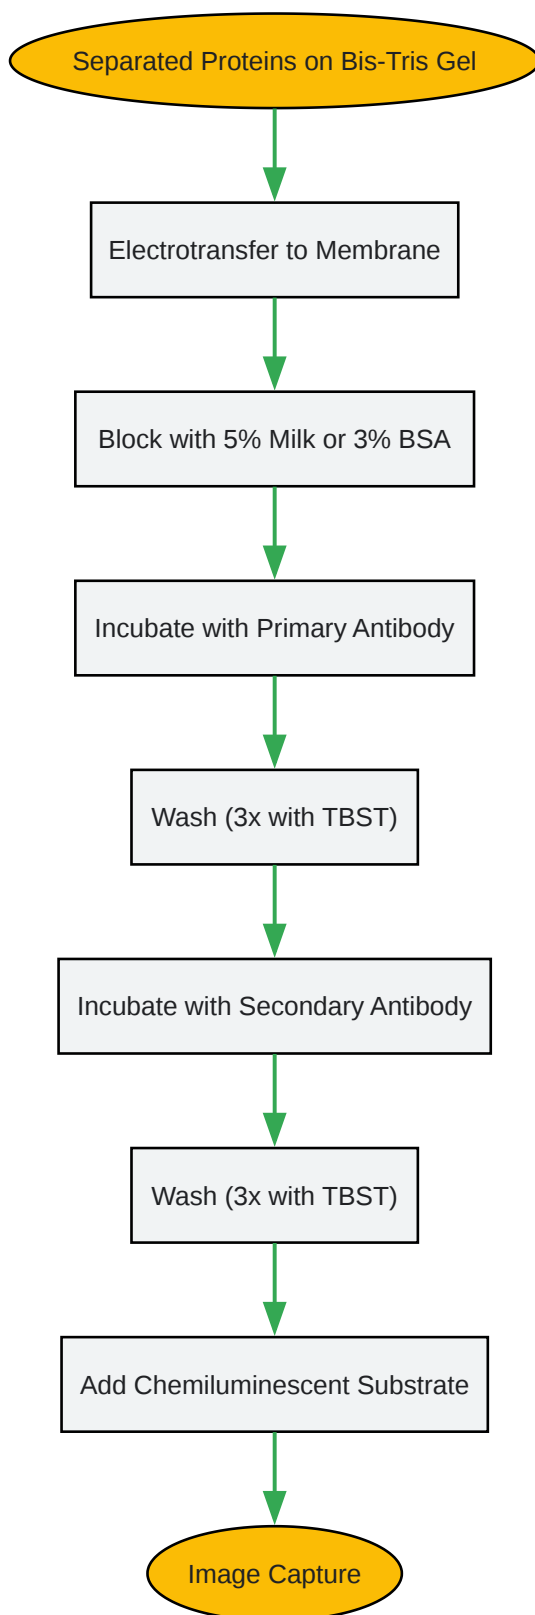 Separated Proteins on Bis-Tris Gel
Electrotransfer to Membrane
Block with 5% Milk or 3% BSA
Incubate with Primary Antibody
Wash (3x with TBST)
Incubate with Secondary Antibody
Wash (3x with TBST)
Add Chemiluminescent Substrate
Image Capture